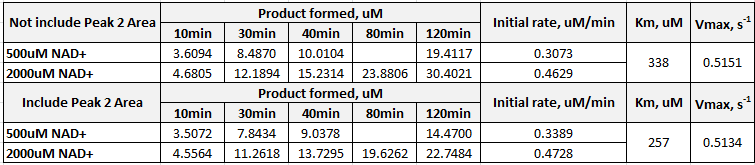 Not include Peak 2 Area Product formed, uM Initial rate, uM/min Km, uM Vmax, s-1
10min 30min 40min 80min 120min
500uM NAD+ 3.6094 8.4870 10.0104 19.4117 0.3073 338 0.5151
2000uM NAD+ 4.6805 12.1894 15.2314 23.8806 30.4021 0.4629
Include Peak 2 Area Product formed, uM Initial rate, uM/min Km, uM Vmax, s-1
10min 30min 40min 80min 120min
500uM NAD+ 3.5072 7.8434 9.0378 14.4700 0.3389 257 0.5134
2000uM NAD+ 4.5564 11.2618 13.7295 19.6262 22.7484 0.4728